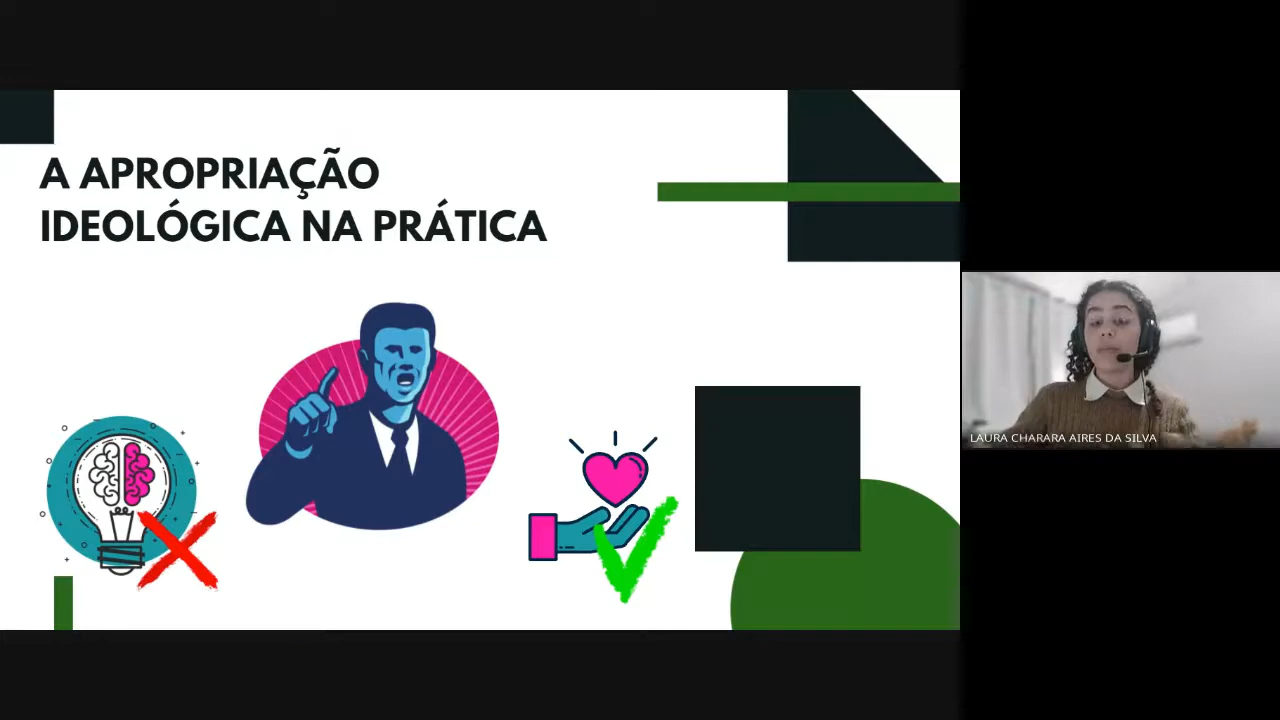 A APROPRIAÇÃO
IDEOLÓGICA NA PRÁTICA
LAURA CHARARA AIRES DA SILVA